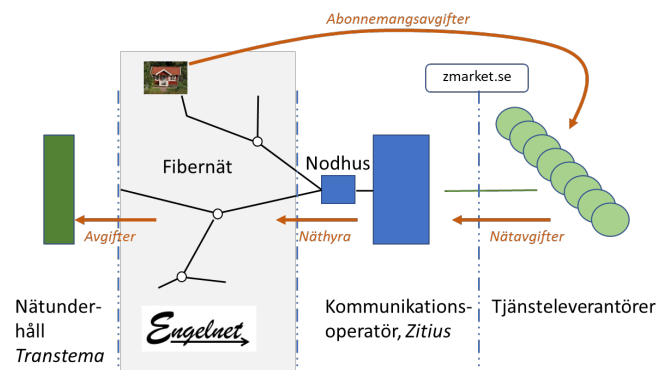 Abonnemangsavgifter
zmarket.se
Fibernät
Nodhus
Avgifter
Näthyra
Nätavgifter
Nätunder-
håll
Transtema
Engelnet
Kommunikations-
operatör, Zitius
Tjänsteleverantörer